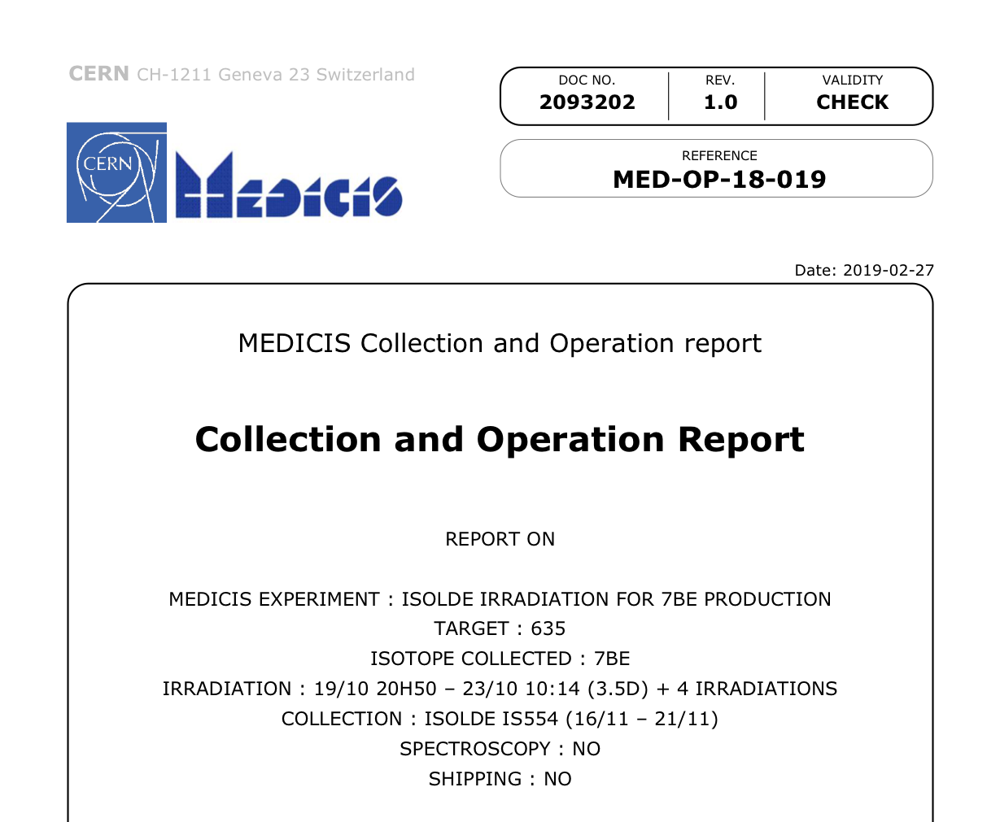 CERN CH-1211 Geneva 23 Switzerland
DOC NO.
2093202
REV.
1.0
VALIDITY
CHECK
REFERENCE
MED-OP-18-019
CERN
MEDICIS
Date: 2019-02-27
MEDICIS Collection and Operation report
Collection and Operation Report
REPORT ON
MEDICIS EXPERIMENT : ISOLDE IRRADIATION FOR 7BE PRODUCTION
TARGET : 635
ISOTOPE COLLECTED : 7BE
IRRADIATION : 19/10 20H50 – 23/10 10:14 (3.5D) + 4 IRRADIATIONS
COLLECTION : ISOLDE IS554 (16/11 – 21/11)
SPECTROSCOPY : NO
SHIPPING : NO